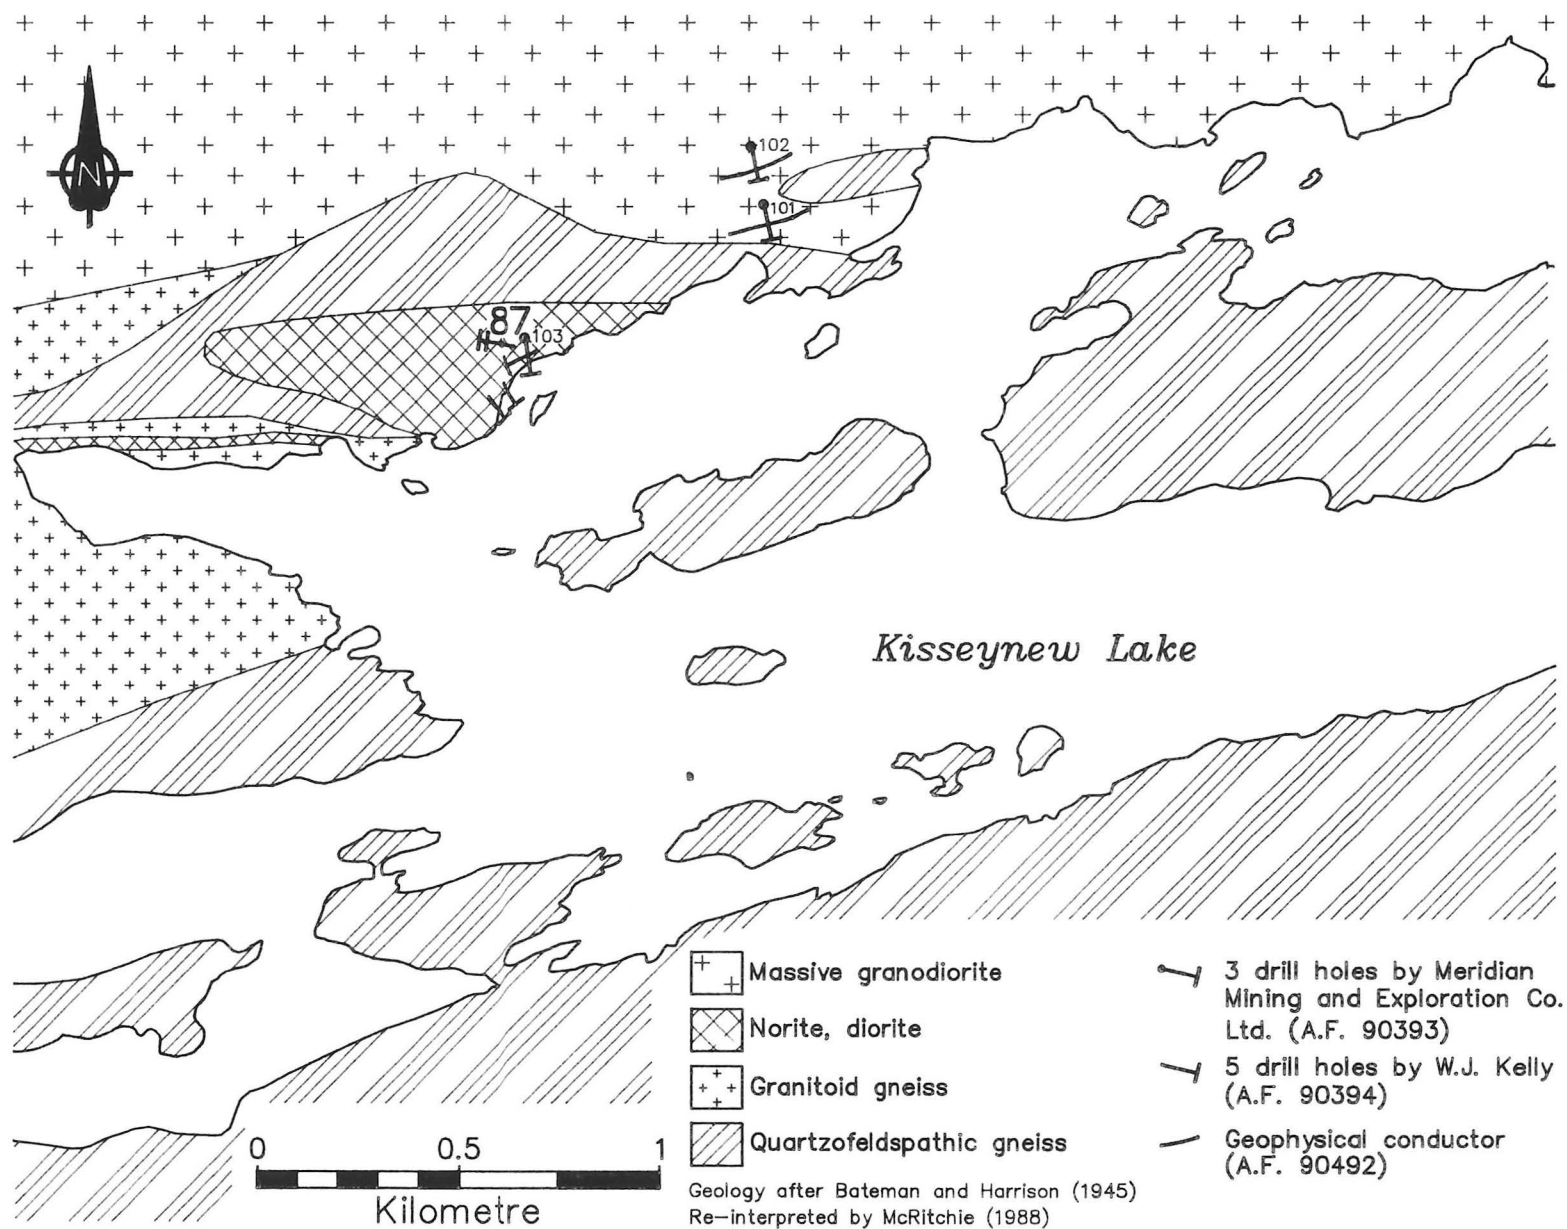 N
102
101
87
103
Kisseynew Lake
Massive granodiorite
Norite, diorite
Granitoid gneiss
Quartzofeldspathic gneiss
Geology after Bateman and Harrison (1945)
Re-interpreted by McRitchie (1988)
3 drill holes by Meridian
Mining and Exploration Co.
Ltd. (A.F. 90393)
5 drill holes by W.J. Kelly
(A.F. 90394)
Geophysical conductor
(A.F. 90492)
0 0.5 1
Kilometre